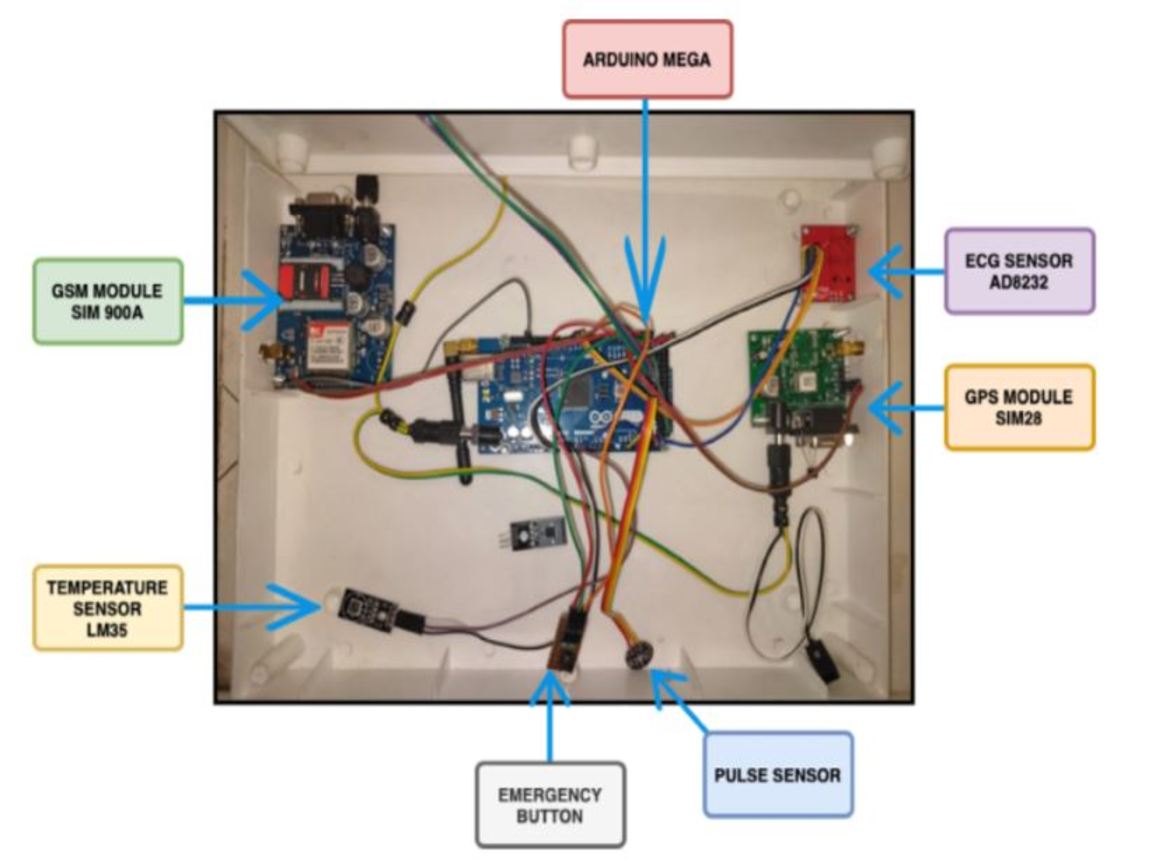 ARDUINO MEGA
GSM MODULE
SIM 900A
ECG SENSOR
AD8232
GPS MODULE
SIM28
TEMPERATURE
SENSOR
LM35
EMERGENCY
BUTTON
PULSE SENSOR